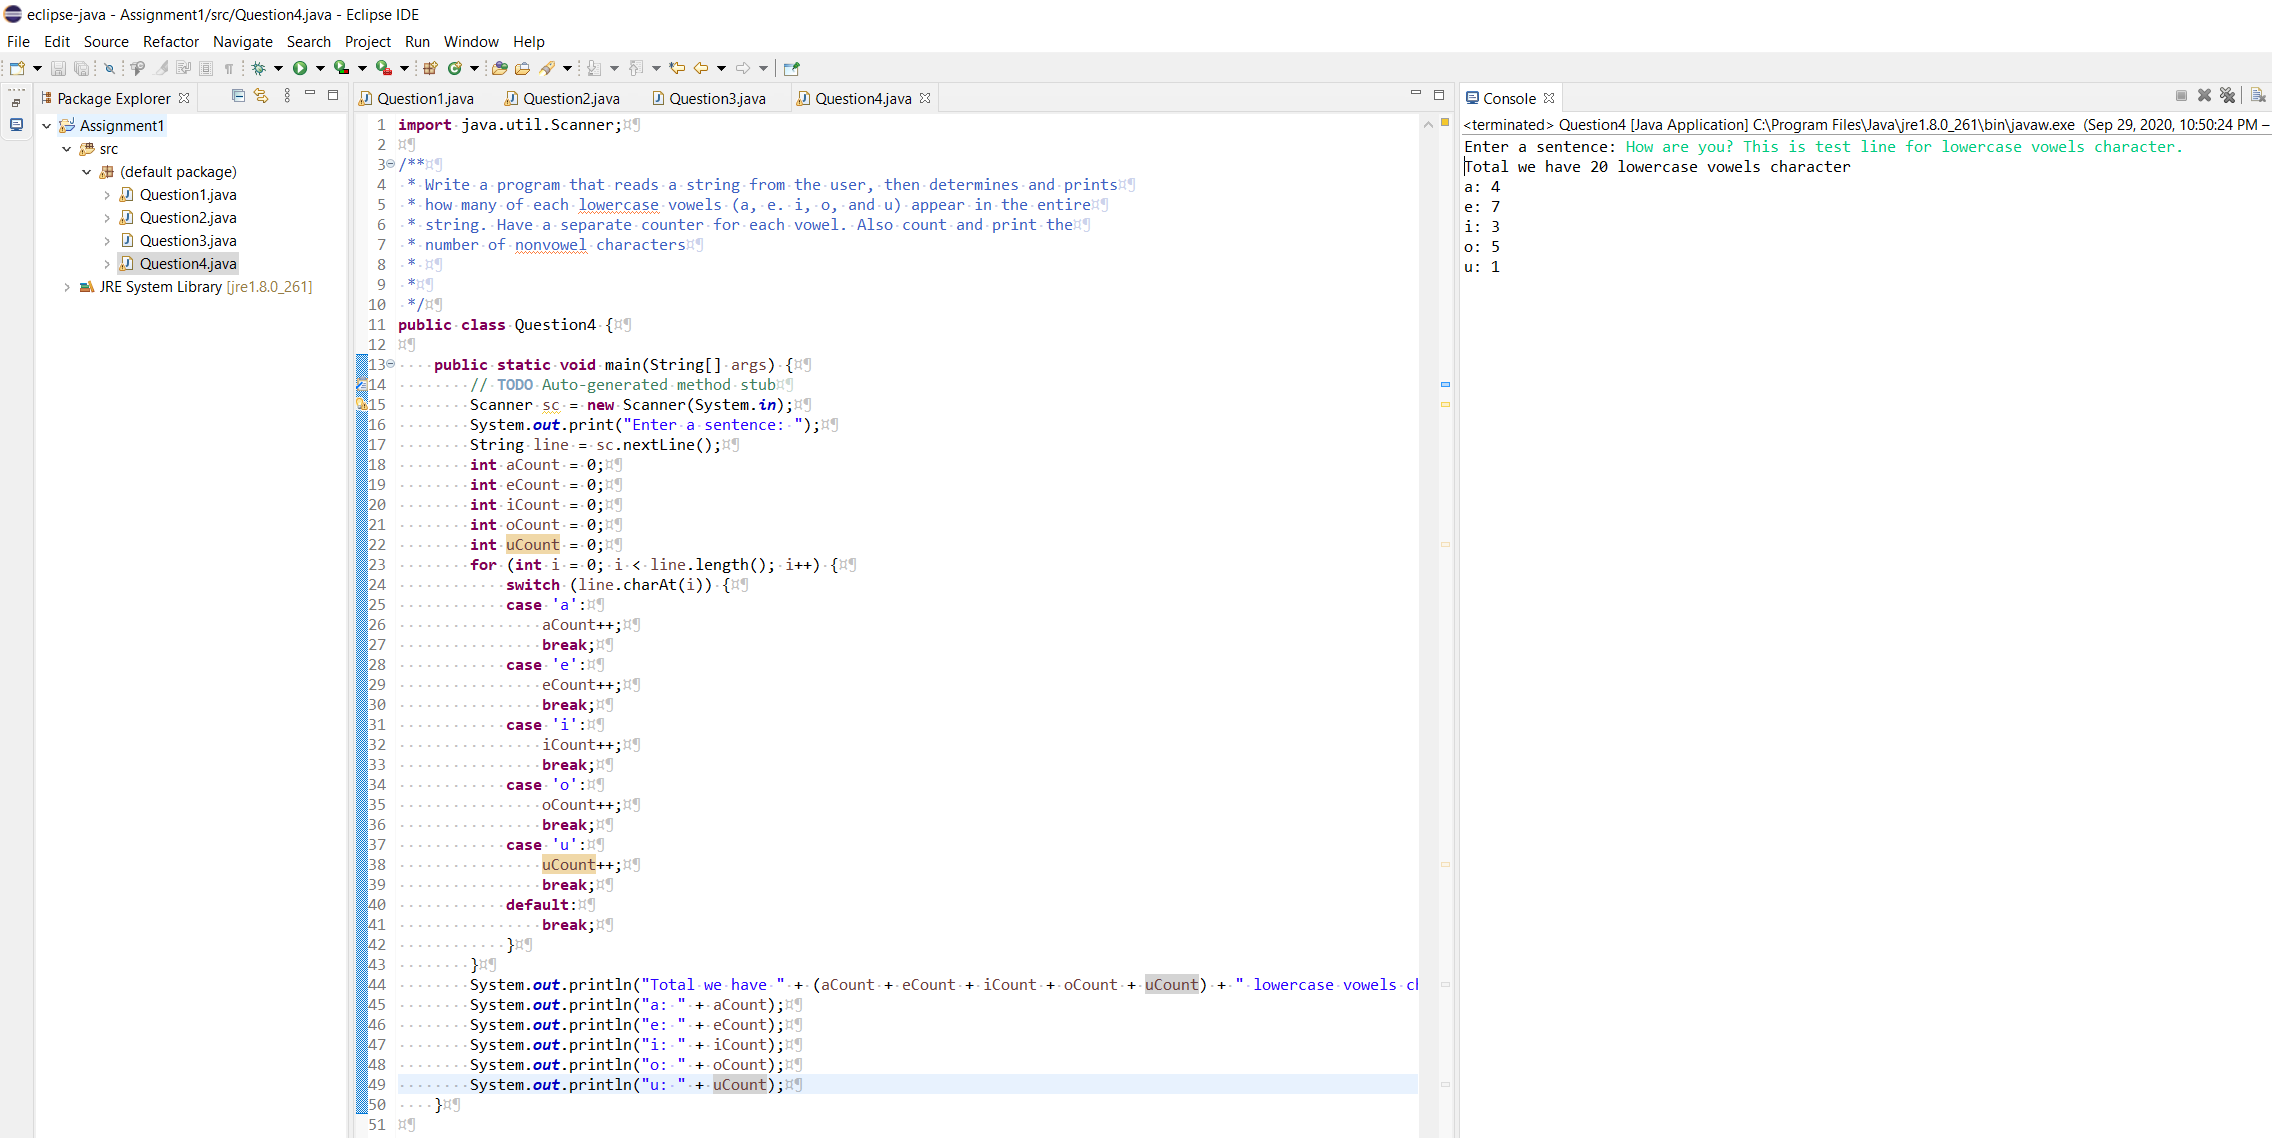 eclipse-java - Assignment1/src/Question4.java - Eclipse IDE
File Edit Source Refactor Navigate Search Project Run Window Help
Package Explorer
Assignment1
src
(default package)
Question1.java
Question2.java
Question3.java
Question4.java
JRE System Library [jre1.8.0_261]
Question1.java Question2.java Question3.java Question4.java
1 import java.util.Scanner;
2
3 /**
4 * Write a program that reads a string from the user, then determines and prints
5 * how many of each lowercase vowels (a, e. i, o, and u) appear in the entire
6 * string. Have a separate counter for each vowel. Also count and print the
7 * number of nonvowel characters
8 *
9 *
10 */
11 public class Question4 {
12
13 public static void main(String[] args) {
14 // TODO Auto-generated method stub
15 Scanner sc = new Scanner(System.in);
16 System.out.print("Enter a sentence: ");
17 String line = sc.nextLine();
18 int aCount = 0;
19 int eCount = 0;
20 int iCount = 0;
21 int oCount = 0;
22 int uCount = 0;
23 for (int i = 0; i < line.length(); i++) {
24 switch (line.charAt(i)) {
25 case 'a':
26 aCount++;
27 break;
28 case 'e':
29 eCount++;
30 break;
31 case 'i':
32 iCount++;
33 break;
34 case 'o':
35 oCount++;
36 break;
37 case 'u':
38 uCount++;
39 break;
40 default:
41 break;
42 }
43 }
44 System.out.println("Total we have " + (aCount + eCount + iCount + oCount + uCount) + " lowercase vowels ch
45 System.out.println("a: " + aCount);
46 System.out.println("e: " + eCount);
47 System.out.println("i: " + iCount);
48 System.out.println("o: " + oCount);
49 System.out.println("u: " + uCount);
50 }
51
Console
<terminated> Question4 [Java Application] C:\Program Files\Java\jre1.8.0_261\bin\javaw.exe (Sep 29, 2020, 10:50:24 PM –
Enter a sentence: How are you? This is test line for lowercase vowels character.
Total we have 20 lowercase vowels character
a: 4
e: 7
i: 3
o: 5
u: 1